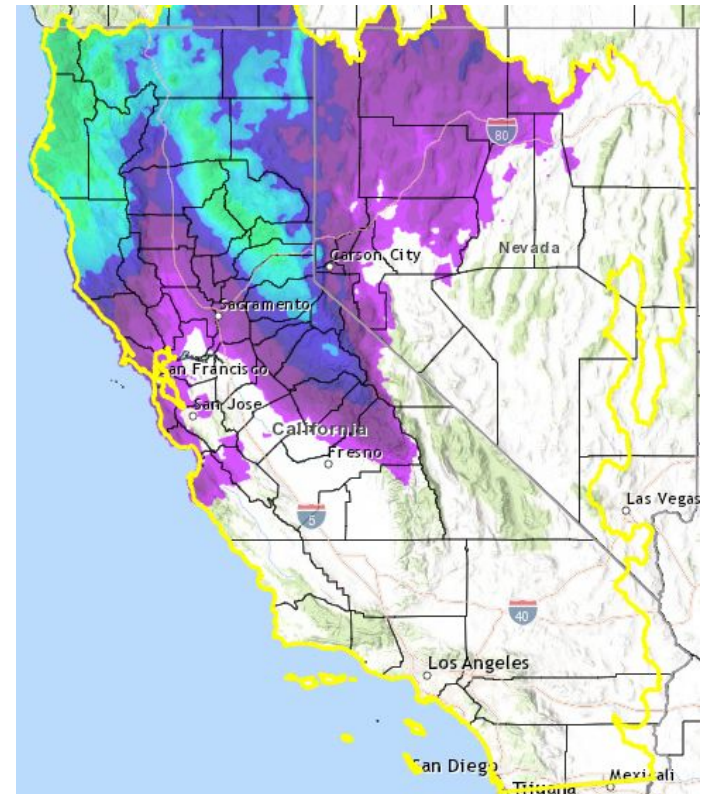 80
Nevada
Carson City
Sacramento
an Francisco
San Jose
California
Fresno
5
Las Vegas
40
Los Angeles
San Diego
Tijuana
Mexicali